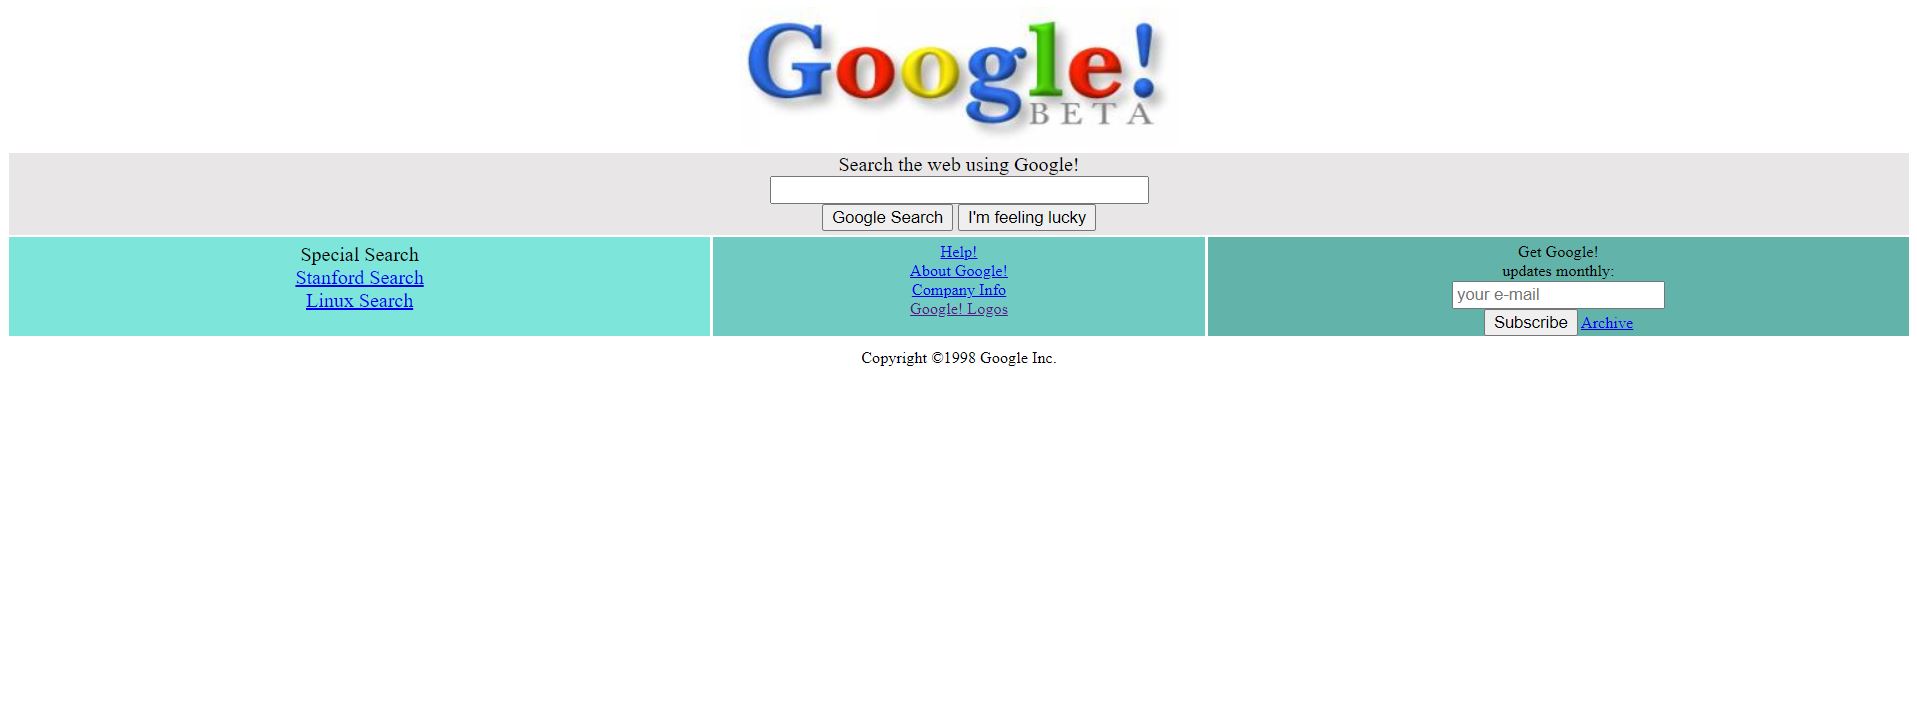 Google!
BETA
Search the web using Google!
Google Search I'm feeling lucky
Special Search
Stanford Search
Linux Search
Help!
About Google!
Company Info
Google! Logos
Get Google!
updates monthly:
your e-mail
Subscribe Archive
Copyright ©1998 Google Inc.